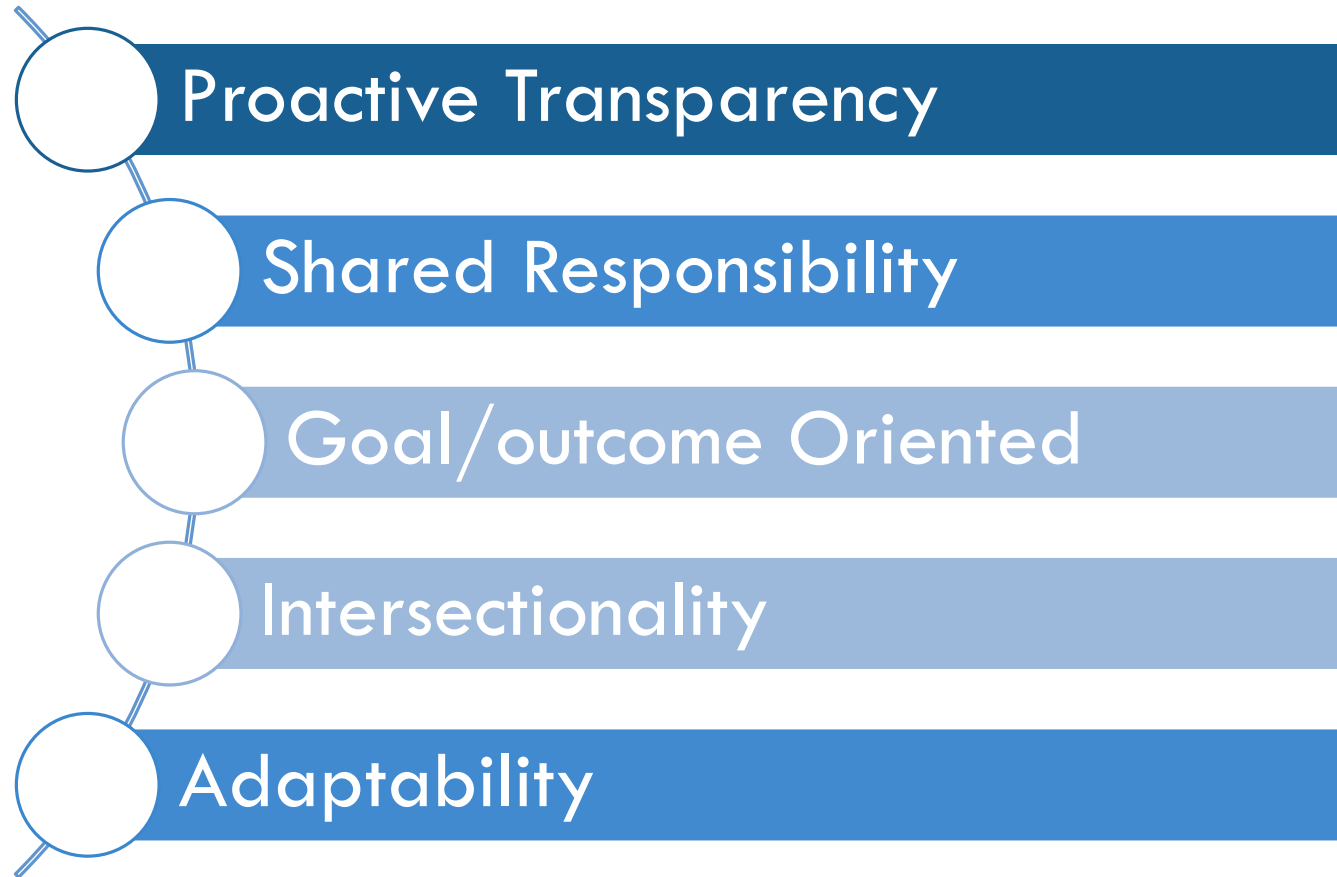 Proactive Transparency
Shared Responsibility
Goal/outcome Oriented
Intersectionality
Adaptability